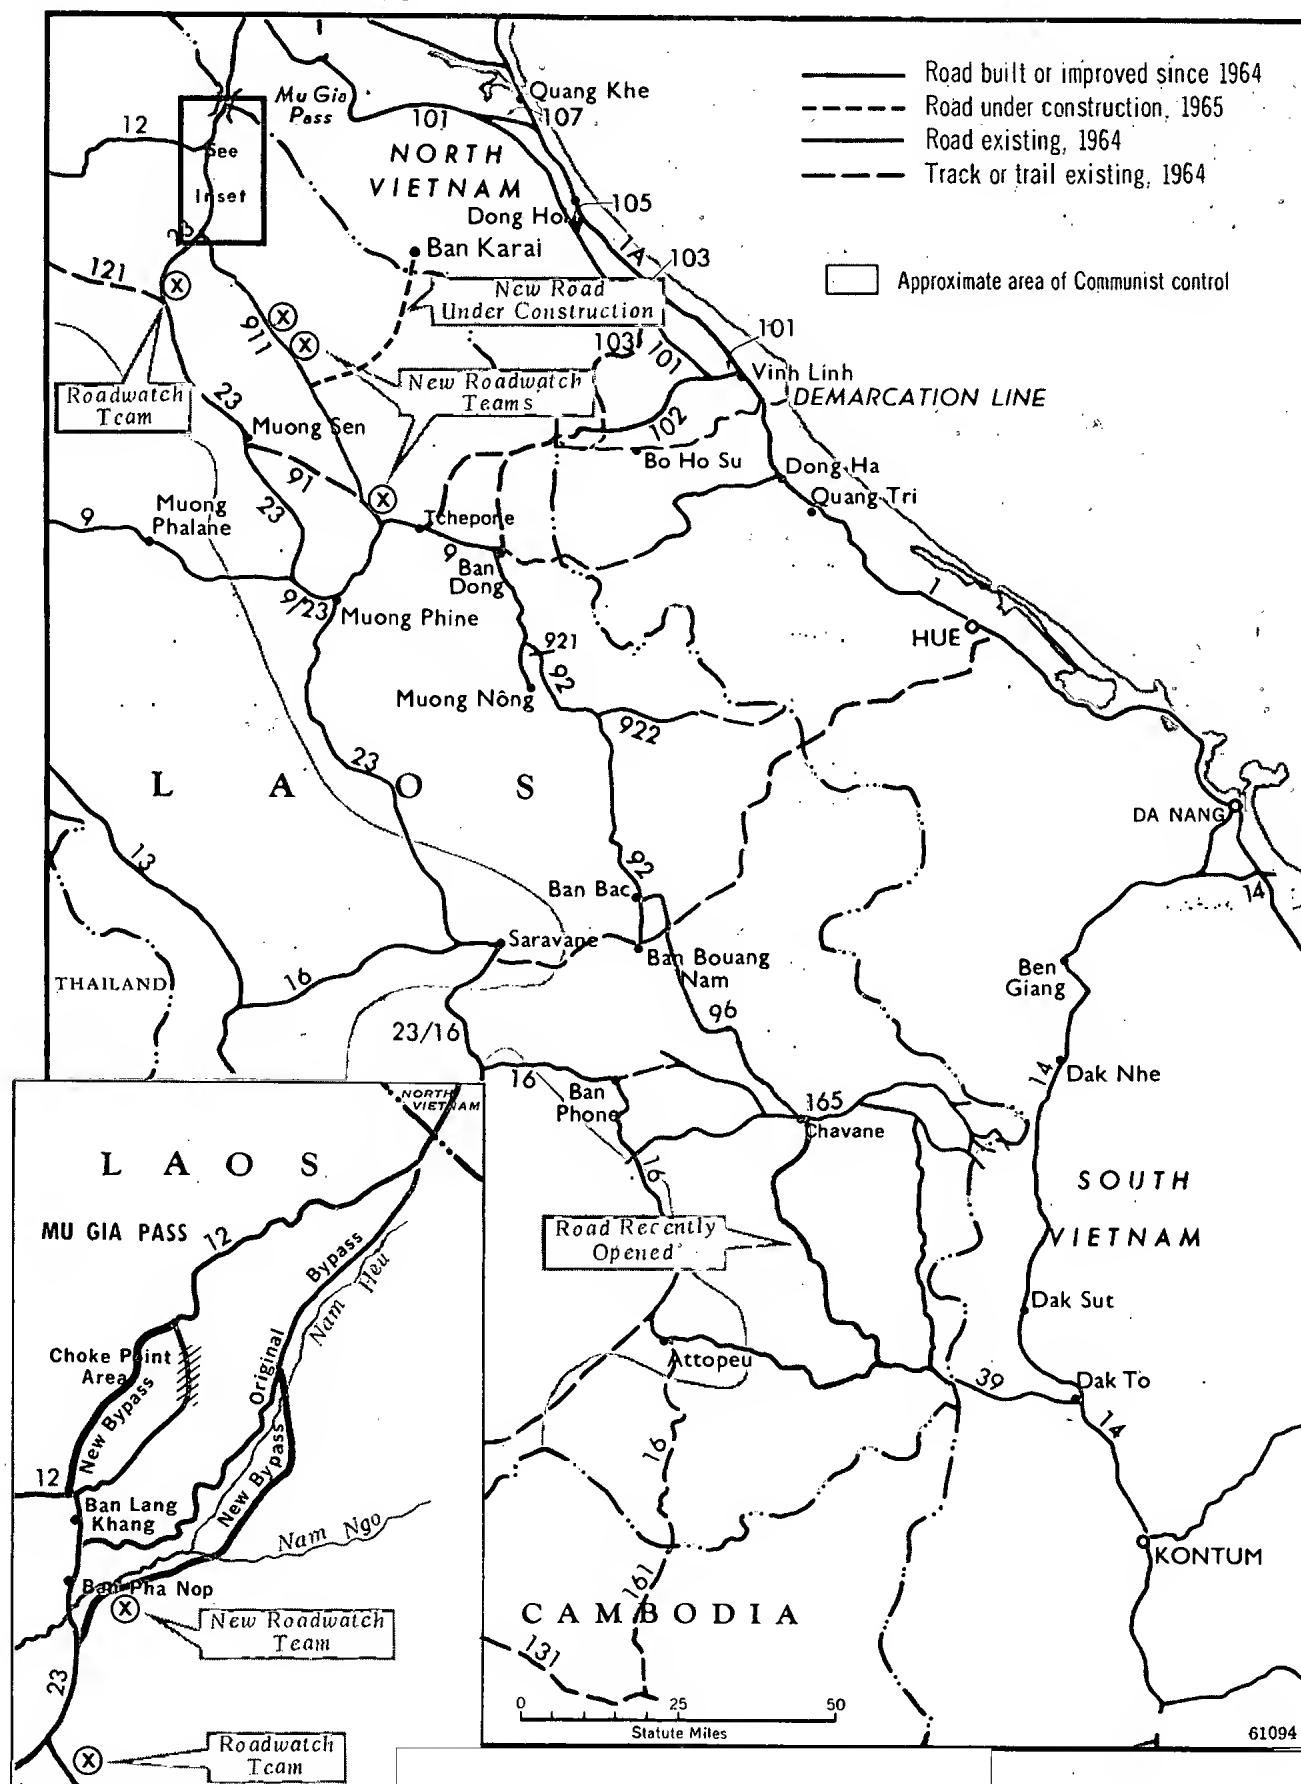 Mu Gia
Pass
Quang Khe
107
101
12
See
Inset
NORTH
VIETNAM
Dong Hoi
105
Road built or improved since 1964
Road under construction, 1965
Road existing, 1964
Track or trail existing, 1964
Approximate area of Communist control
23
1A
103
Ban Karai
121
New Road
Under Construction
911
103
101
101
Vinh Linh
DEMARCATION LINE
Roadwatch
Team
New Roadwatch
Teams
23
Muong Sen
102
Bo Ho Su
Dong Ha
Quang Tri
91
23
Muong
Phalane
9
Tchepone
9
Ban
Dong
9/23
Muong Phine
1
HUE
921
92
Muong Nông
922
23
LAOS
DA NANG
13
92
Ban Bac
14
Saravane
Ban Bouang
Nam
THAILAND
16
Ben
Giang
96
23/16
16
Ban
Phone
14
Dak Nhe
165
Chavane
16
SOUTH
VIETNAM
Road Recently
Opened
Dak Sut
Attopeu
39
Dak To
14
16
KONTUM
161
CAMBODIA
131
0 25 50
Statute Miles
61094
NORTH
VIETNAM
LAOS
MU GIA PASS
12
Bypass
Nam Heu
Original
Choke Point
Area
New Bypass
New Bypass
12
Ban Lang
Khang
Nam Ngo
Ban Pha Nop
X
New Roadwatch
Team
23
X
Roadwatch
Team
X
X
X
X